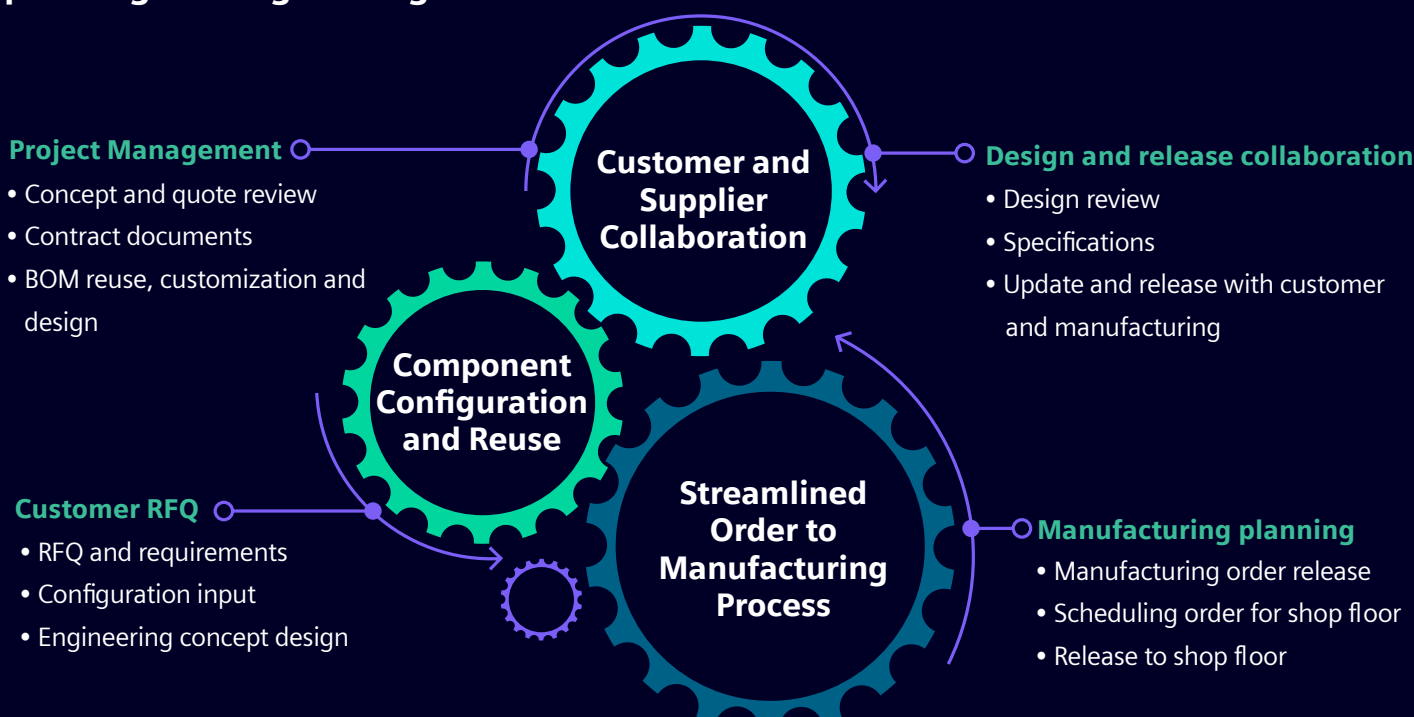 Project Management
• Concept and quote review
• Contract documents
• BOM reuse, customization and
design
Customer and
Supplier
Collaboration
Design and release collaboration
• Design review
• Specifications
• Update and release with customer
and manufacturing
Component
Configuration
and Reuse
Customer RFQ
• RFQ and requirements
• Configuration input
• Engineering concept design
Streamlined
Order to
Manufacturing
Process
Manufacturing planning
• Manufacturing order release
• Scheduling order for shop floor
• Release to shop floor